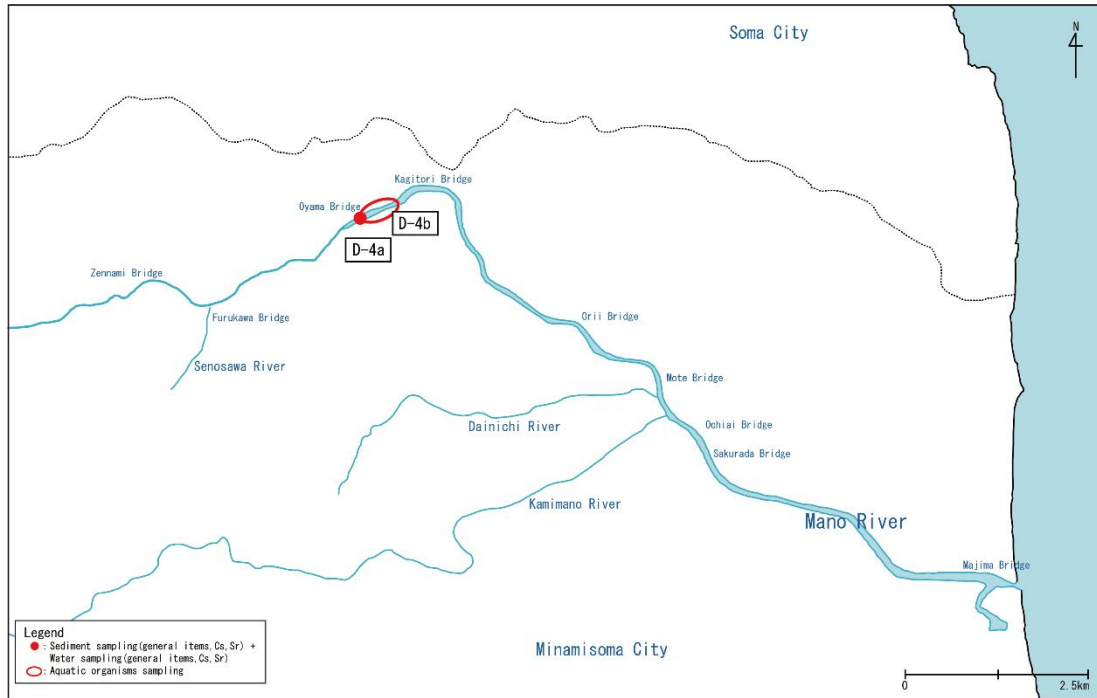 Soma City
N
Kagitori Bridge
Oyama Bridge
D-4b
D-4a
Zennami Bridge
Furukawa Bridge
Orii Bridge
Senosawa River
Mote Bridge
Dainichi River
Ochiai Bridge
Sakurada Bridge
Kamimano River
Mano River
Majima Bridge
Minamisoma City
Legend
: Sediment sampling(general items,Cs,Sr) +
Water sampling(general items,Cs,Sr)
: Aquatic organisms sampling
0 2.5km